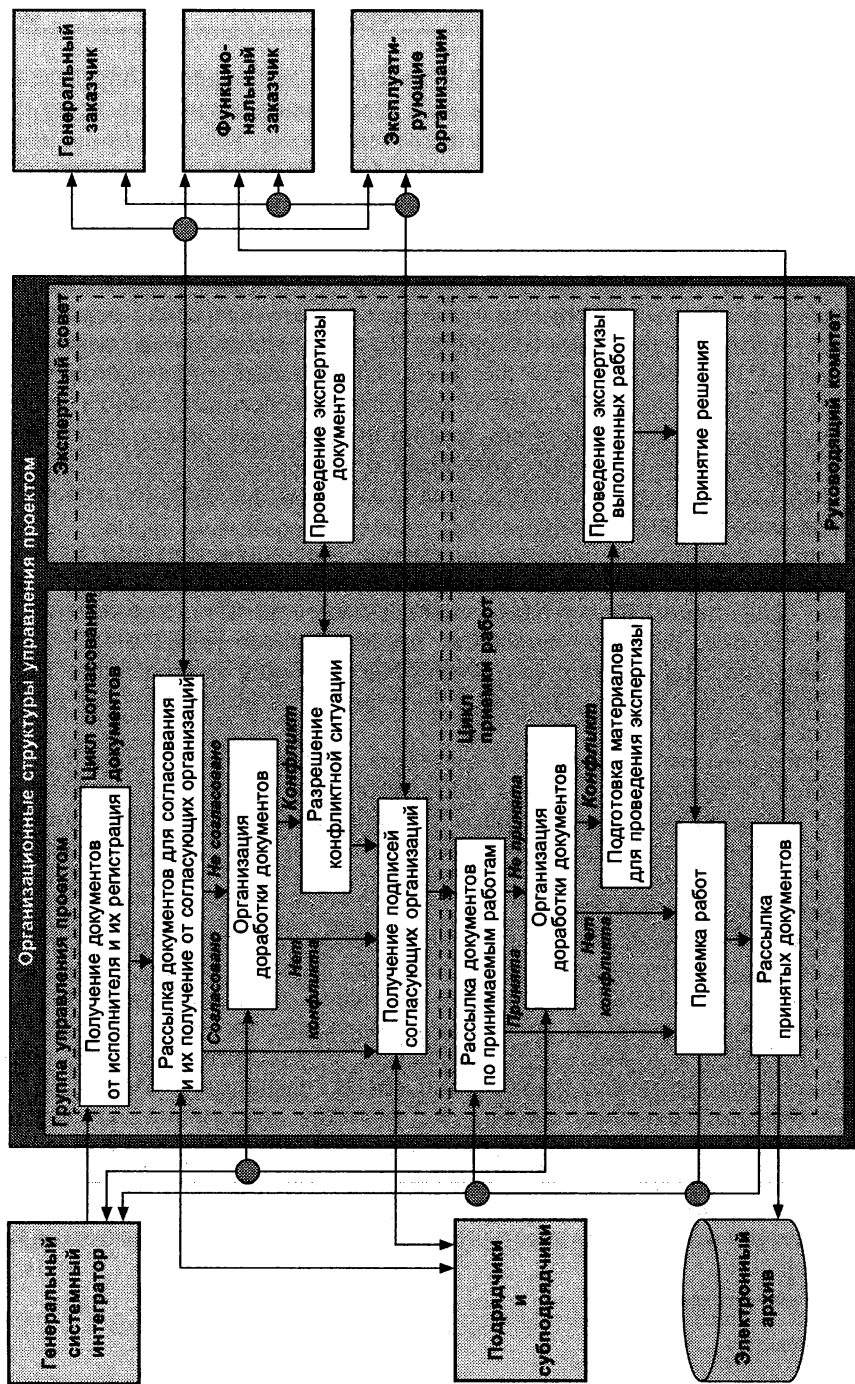 Организационные структуры управления проектом
Группа управления проектом
Экспертный совет
Руководящий комитет
Генеральный
системный
интегратор
Подрядчики
и
субподрядчики
Электронный
архив
Цикл согласования
документов
Получение документов
от исполнителя и их регистрация
Рассылка документов для согласования
и их получение от согласующих организаций
Согласовано
Не согласовано
Организация
доработки документов
Нет
конфликта
Конфликт
Разрешение
конфликтной ситуации
Получение подписей
согласующих организаций
Проведение экспертизы
документов
Цикл
приемки работ
Рассылка документов
по принимаемым работам
Принята
Не принята
Организация
доработки документов
Нет
конфликта
Конфликт
Подготовка материалов
для проведения экспертизы
Проведение экспертизы
выполненных работ
Принятие решения
Приемка работ
Рассылка
принятых документов
Генеральный
заказчик
Функцио-
нальный
заказчик
Эксплуати-
рующие
организации